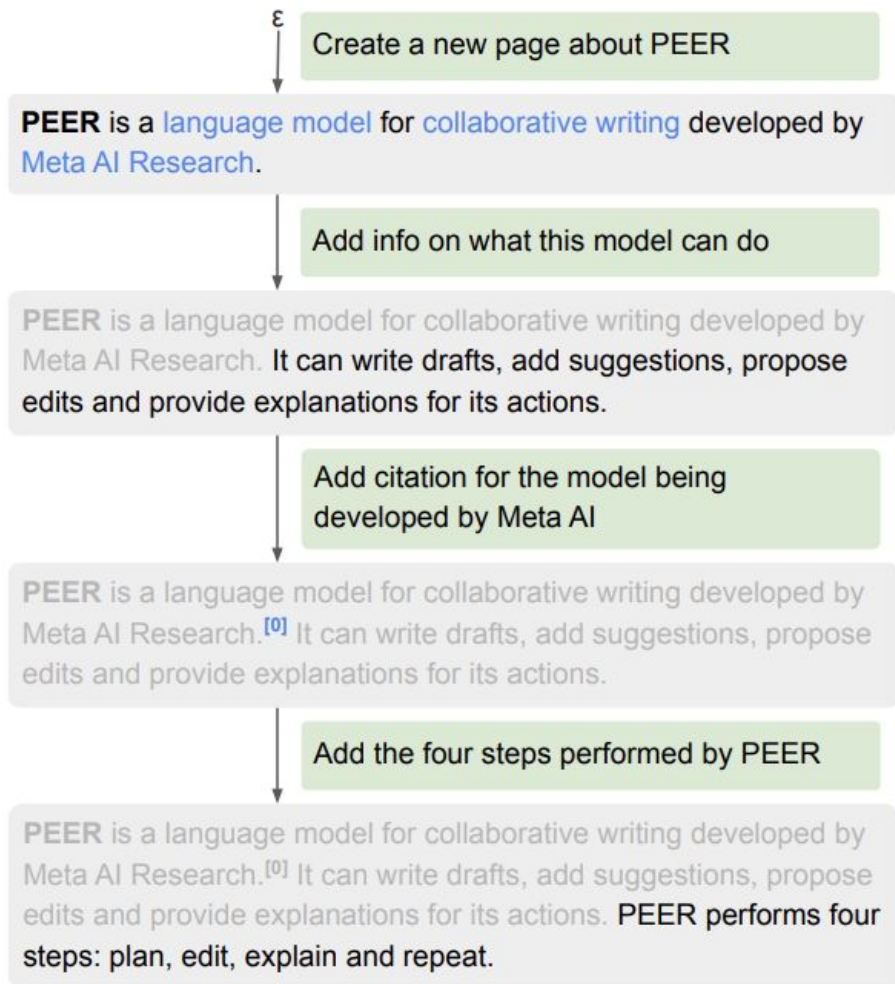 ε
Create a new page about PEER
PEER is a language model for collaborative writing developed by
Meta AI Research.
Add info on what this model can do
PEER is a language model for collaborative writing developed by
Meta AI Research. It can write drafts, add suggestions, propose
edits and provide explanations for its actions.
Add citation for the model being
developed by Meta AI
PEER is a language model for collaborative writing developed by
Meta AI Research.[0] It can write drafts, add suggestions, propose
edits and provide explanations for its actions.
Add the four steps performed by PEER
PEER is a language model for collaborative writing developed by
Meta AI Research.[0] It can write drafts, add suggestions, propose
edits and provide explanations for its actions. PEER performs four
steps: plan, edit, explain and repeat.